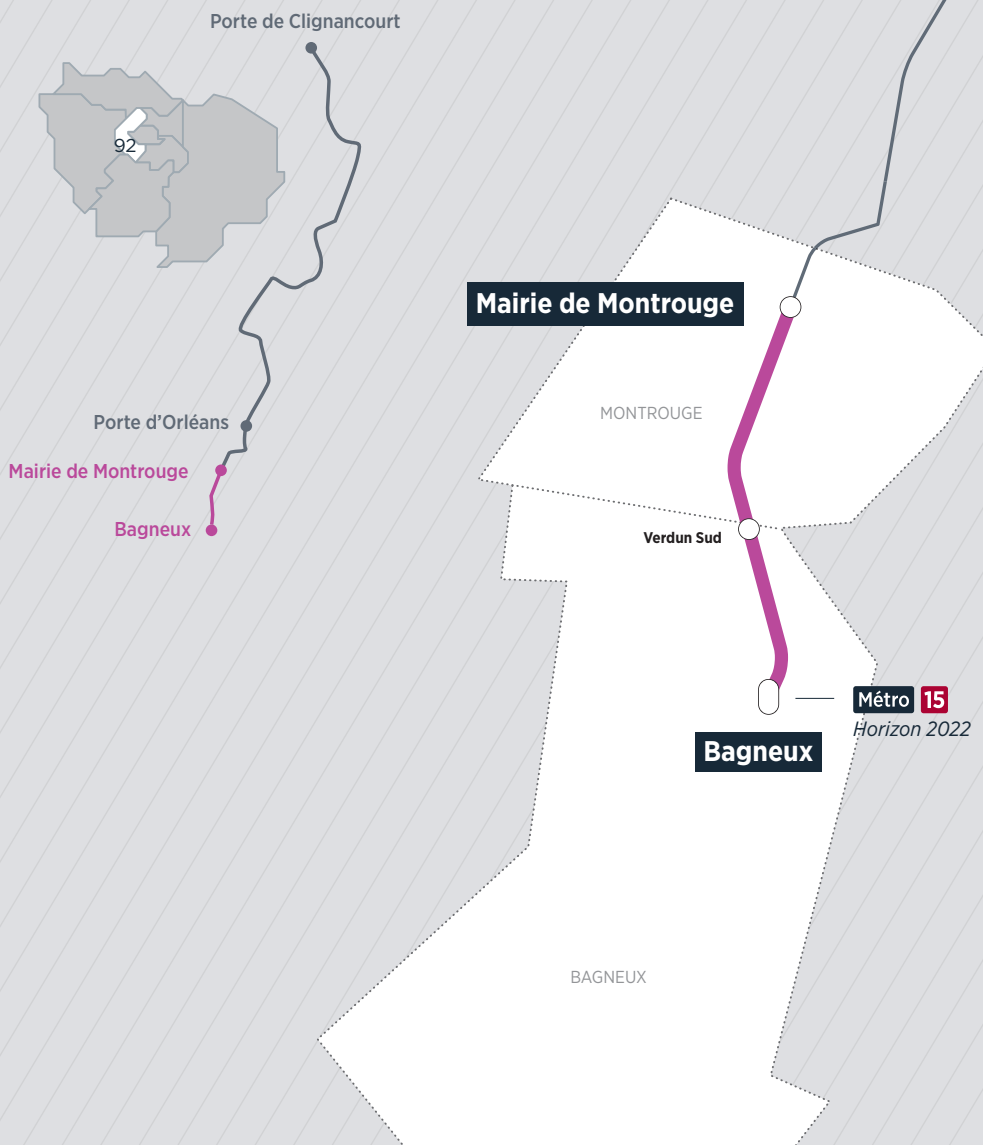 Porte de Clignancourt
92
Mairie de Montrouge
MONTROUGE
Porte d’Orléans
Mairie de Montrouge
Bagneux
Verdun Sud
Métro 15
Horizon 2022
Bagneux
BAGNEUX